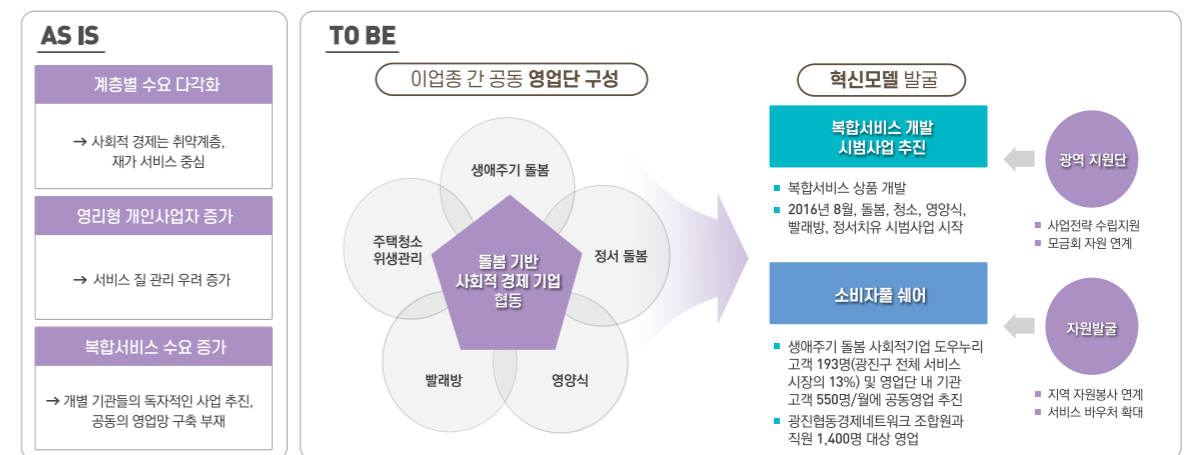 AS IS
계층별 수요 다각화
→ 사회적 경제는 취약계층,
재가 서비스 중심
영리형 개인사업자 증가
→ 서비스 질 관리 우려 증가
복합서비스 수요 증가
→ 개별 기관들의 독자적인 사업 추진,
공동의 영업망 구축 부재
TO BE
이업종 간 공동 영업단 구성
생애주기 돌봄
주택청소
위생관리
정서 돌봄
돌봄 기반
사회적 경제 기업
협동
빨래방
영양식
혁신모델 발굴
복합서비스 개발
시범사업 추진
■ 복합서비스 상품 개발
■ 2016년 8월, 돌봄, 청소, 영양식,
빨래방, 정서치유 시범사업 시작
광역 지원단
■ 사업전략 수립지원
■ 모금회 자원 연계
소비자풀 쉐어
■ 생애주기 돌봄 사회적기업 도우누리
고객 193명(광진구 전체 서비스
시장의 13%) 및 영업단 내 기관
고객 550명/월에 공동영업 추진
■ 광진협동경제네트워크 조합원과
직원 1,400명 대상 영업
자원발굴
■ 지역 자원봉사 연계
■ 서비스 바우처 확대